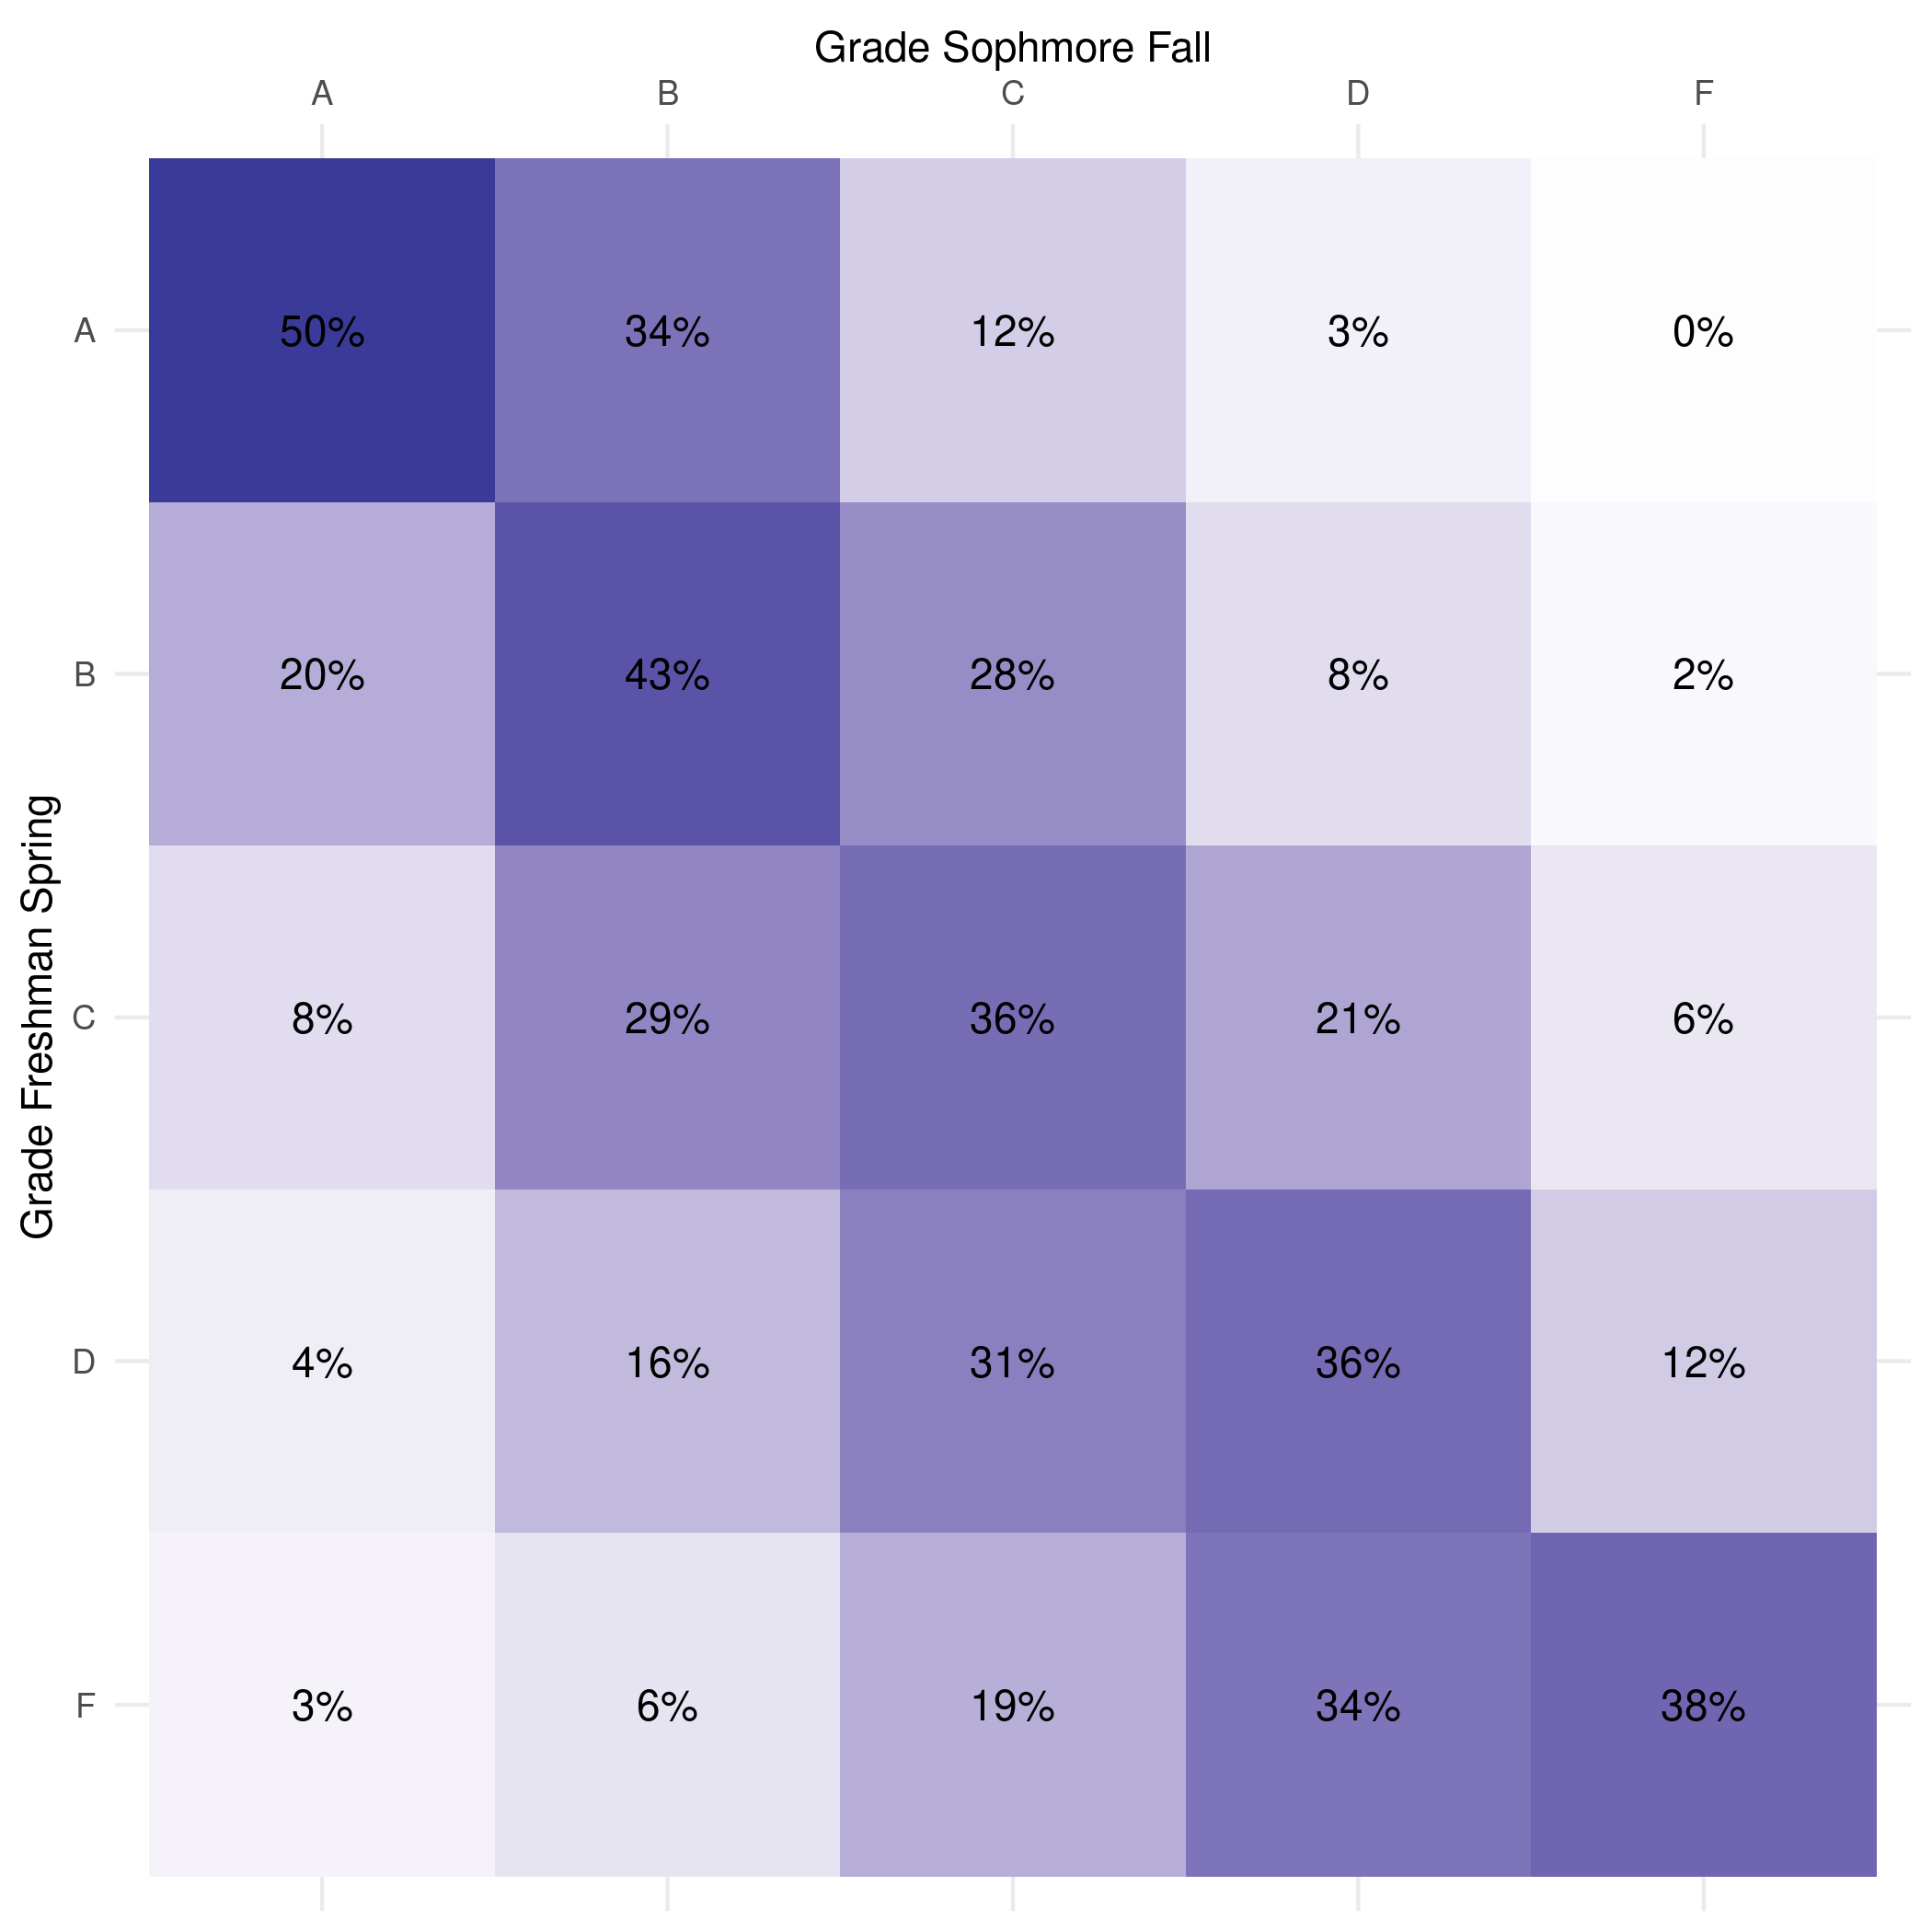 Grade Sophmore Fall
A B C D F
Grade Freshman Spring
A 50% 34% 12% 3% 0%
B 20% 43% 28% 8% 2%
C 8% 29% 36% 21% 6%
D 4% 16% 31% 36% 12%
F 3% 6% 19% 34% 38%